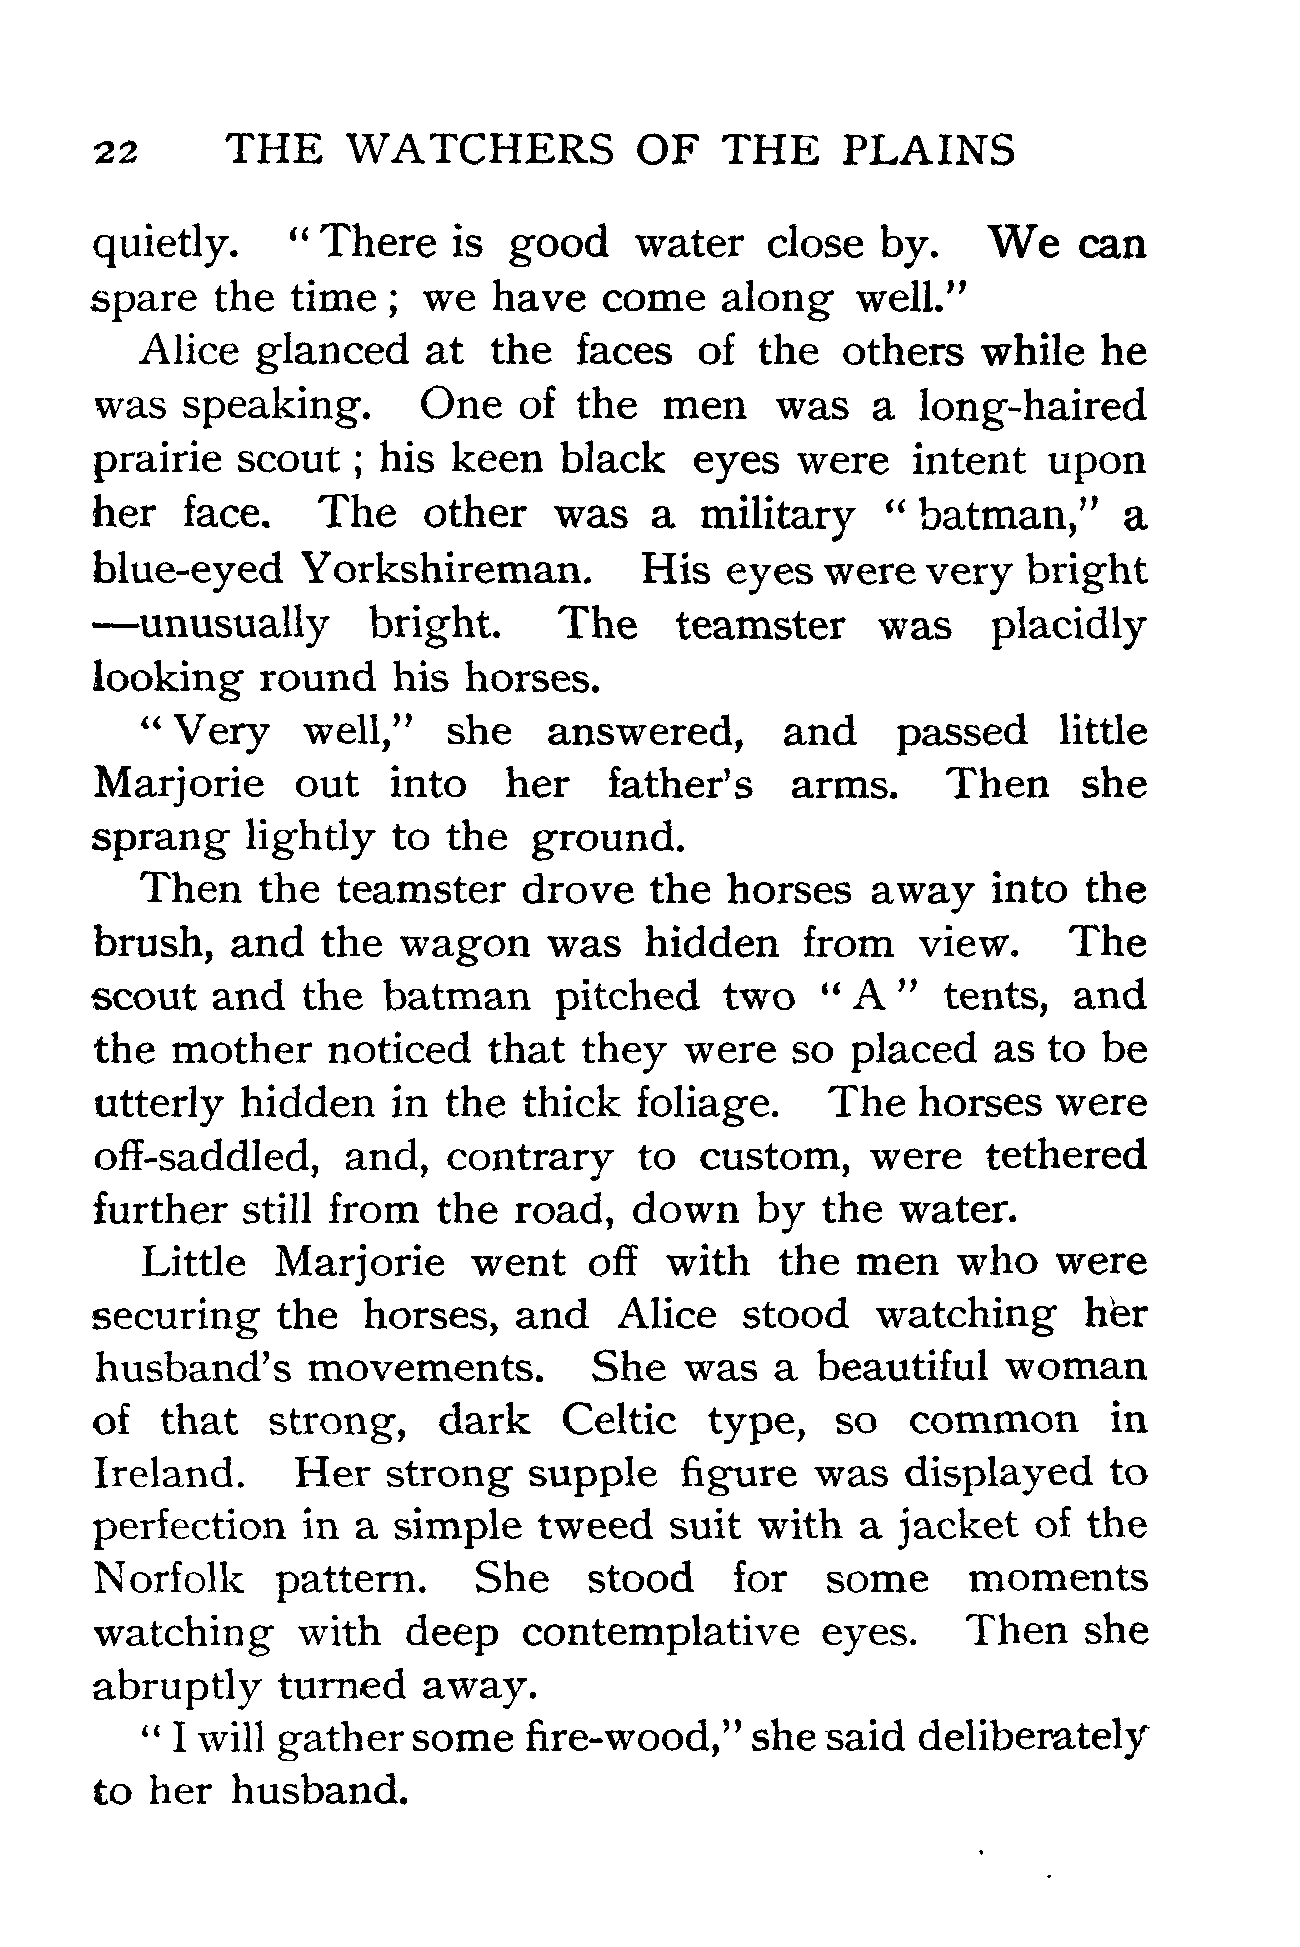 22 THE WATCHERS OF THE PLAINS
quietly. “ There is good water close by. We can
spare the time ; we have come along well.”
Alice glanced at the faces of the others while he
was speaking. One of the men was a long-haired
prairie scout ; his keen black eyes were intent upon
her face. The other was a military “ batman,” a
blue-eyed Yorkshireman. His eyes were very bright
—unusually bright. The teamster was placidly
looking round his horses.
“ Very well,” she answered, and passed little
Marjorie out into her father’s arms. Then she
sprang lightly to the ground.
Then the teamster drove the horses away into the
brush, and the wagon was hidden from view. The
scout and the batman pitched two “ A ” tents, and
the mother noticed that they were so placed as to be
utterly hidden in the thick foliage. The horses were
off-saddled, and, contrary to custom, were tethered
further still from the road, down by the water.
Little Marjorie went off with the men who were
securing the horses, and Alice stood watching her
husband’s movements. She was a beautiful woman
of that strong, dark Celtic type, so common in
Ireland. Her strong supple figure was displayed to
perfection in a simple tweed suit with a jacket of the
Norfolk pattern. She stood for some moments
watching with deep contemplative eyes. Then she
abruptly turned away.
“ I will gather some fire-wood,” she said deliberately
to her husband.